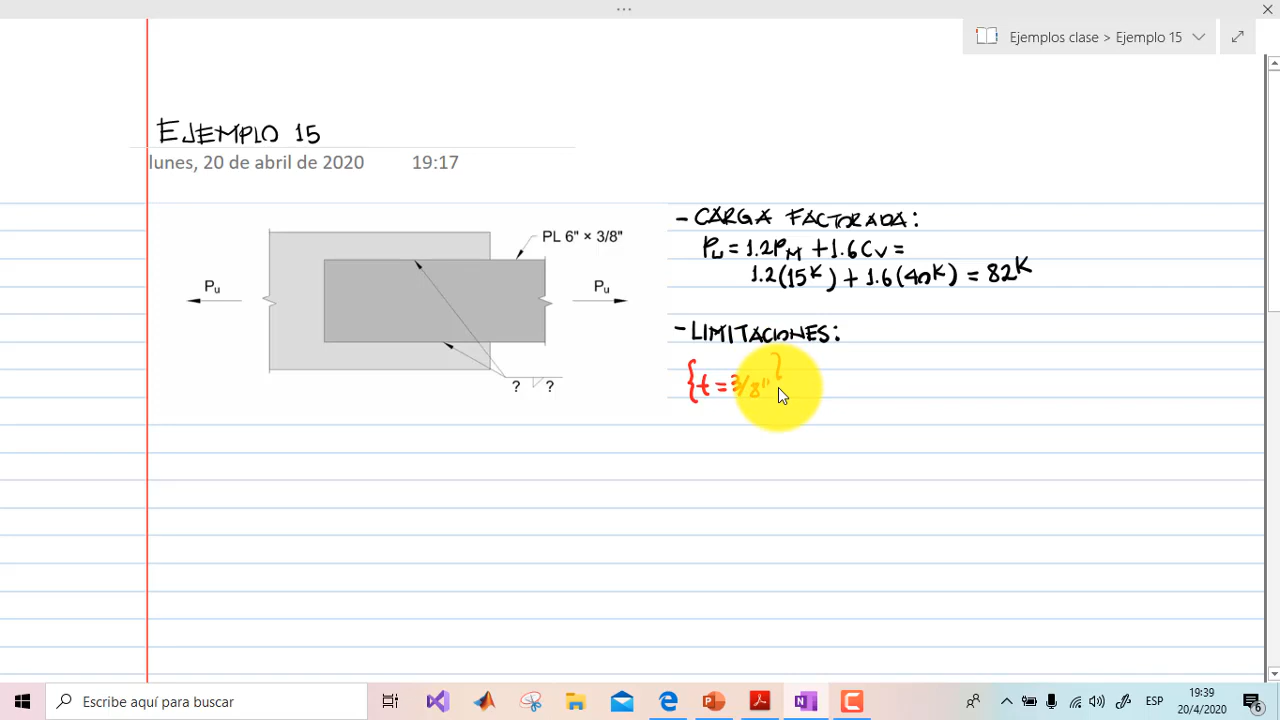 Ejemplos clase > Ejemplo 15
EJEMPLO 15
lunes, 20 de abril de 2020 19:17
PL 6" × 3/8"
Pu
Pu
? ?
- CARGA FACTORADA:
Pu = 1.2PM + 1.6CV =
1.2(15K) + 1.6(40K) = 82K
- LIMITACIONES:
{t = 3/8"}
Escribe aquí para buscar
ESP
19:39
20/4/2020
6